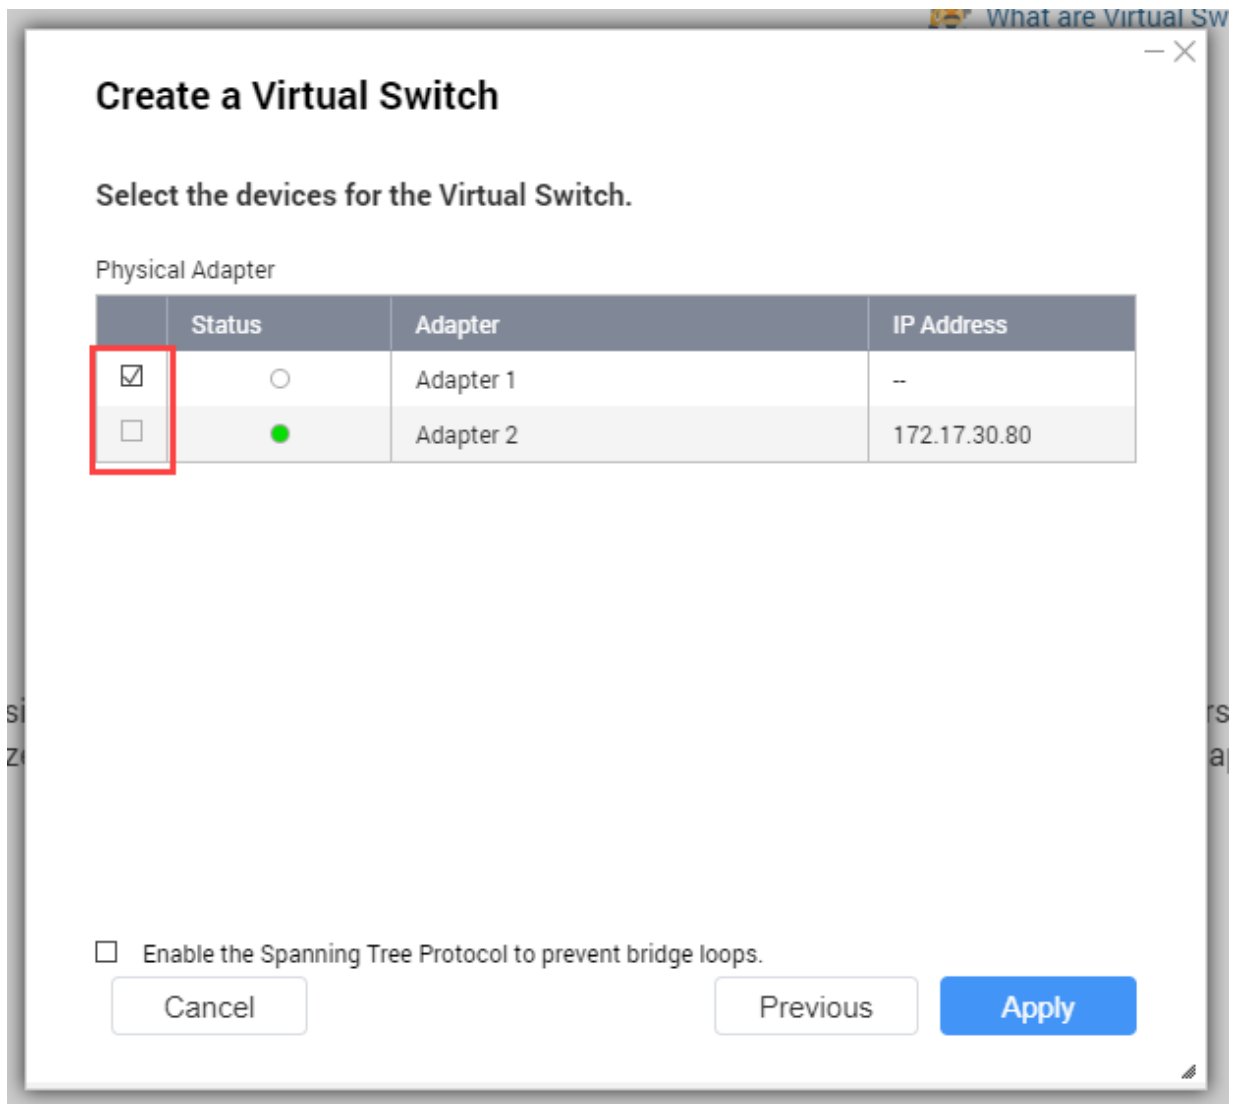 What are Virtual Sw
Create a Virtual Switch
Select the devices for the Virtual Switch.
Physical Adapter
Status Adapter IP Address
Adapter 1 --
Adapter 2 172.17.30.80
si rs
Enable the Spanning Tree Protocol to prevent bridge loops.
Cancel Previous Apply